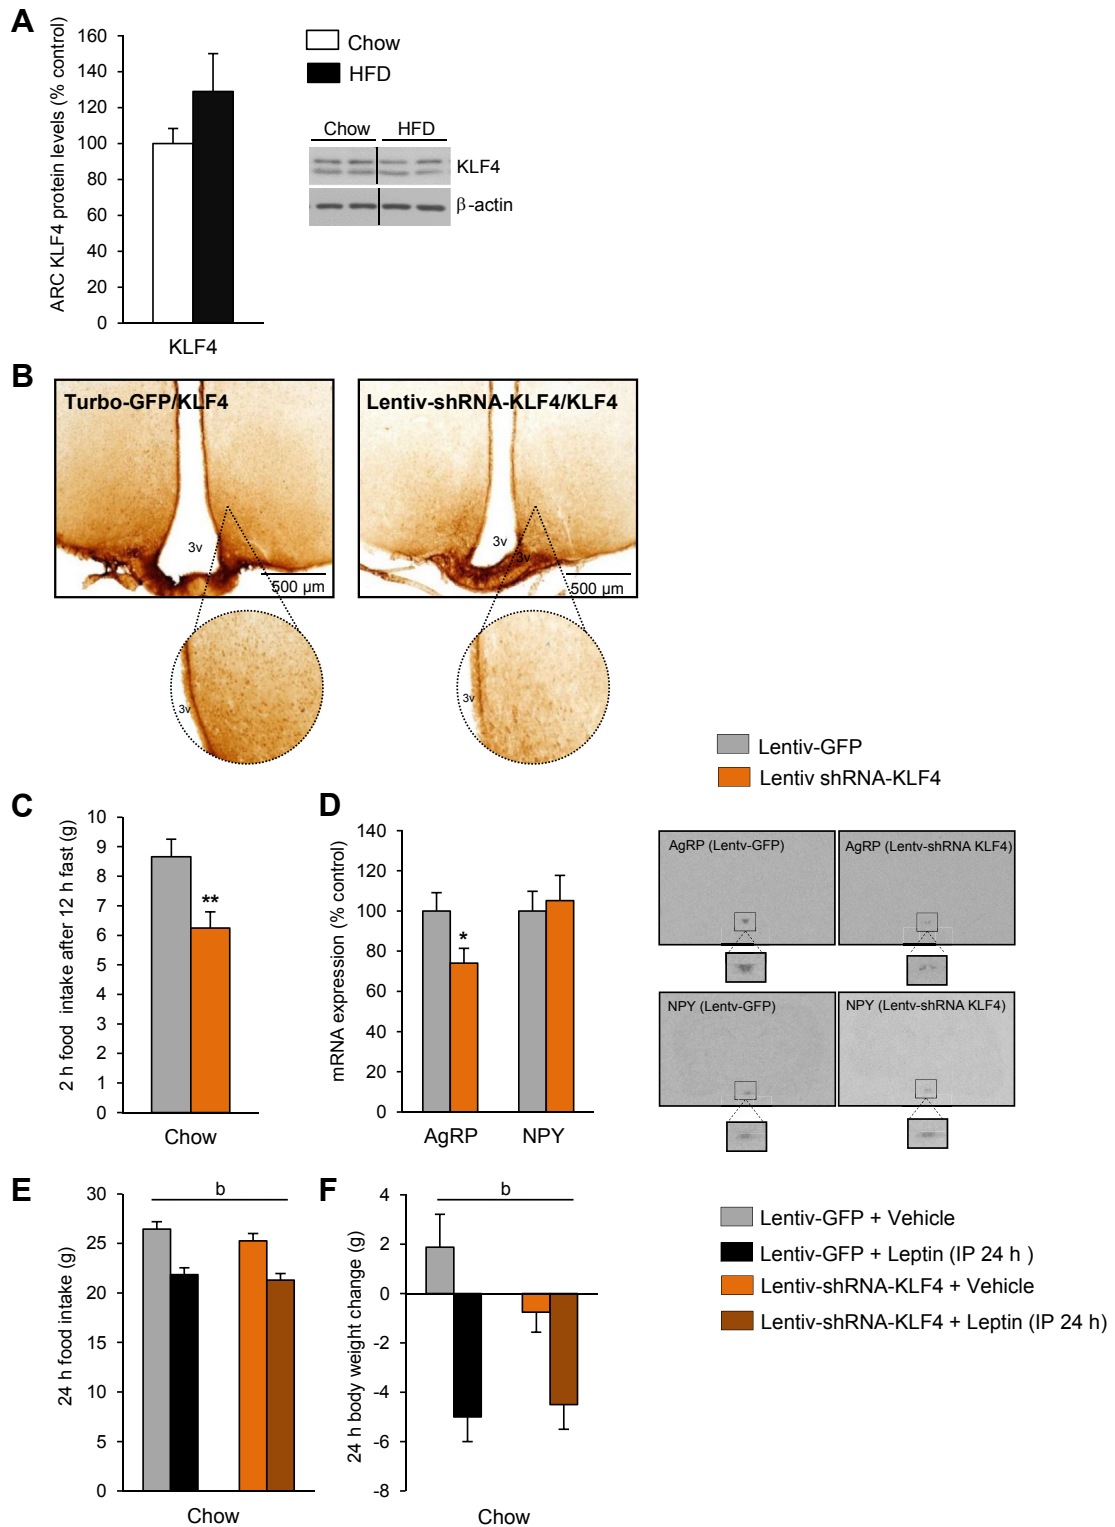 A
ARC KLF4 protein levels (% control)
160
140
120
100
80
60
40
20
0
KLF4
Chow
HFD
Chow HFD
KLF4
β-actin
B
Turbo-GFP/KLF4
3v
500 µm
3v
Lentiv-shRNA-KLF4/KLF4
3v
3v
500 µm
3v
Lentiv-GFP
Lentiv shRNA-KLF4
C
2 h food intake after 12 h fast (g)
10
9
8
7
6
5
4
3
2
1
0
**
Chow
D
mRNA expression (% control)
140
120
100
80
60
40
20
0
*
AgRP NPY
AgRP (Lentv-GFP)
AgRP (Lentv-shRNA KLF4)
NPY (Lentv-GFP)
NPY (Lentv-shRNA KLF4)
E
24 h food intake (g)
30
25
20
15
10
5
0
b
Chow
F
24 h body weight change (g)
4
2
0
-2
-4
-6
-8
b
Chow
Lentiv-GFP + Vehicle
Lentiv-GFP + Leptin (IP 24 h )
Lentiv-shRNA-KLF4 + Vehicle
Lentiv-shRNA-KLF4 + Leptin (IP 24 h)